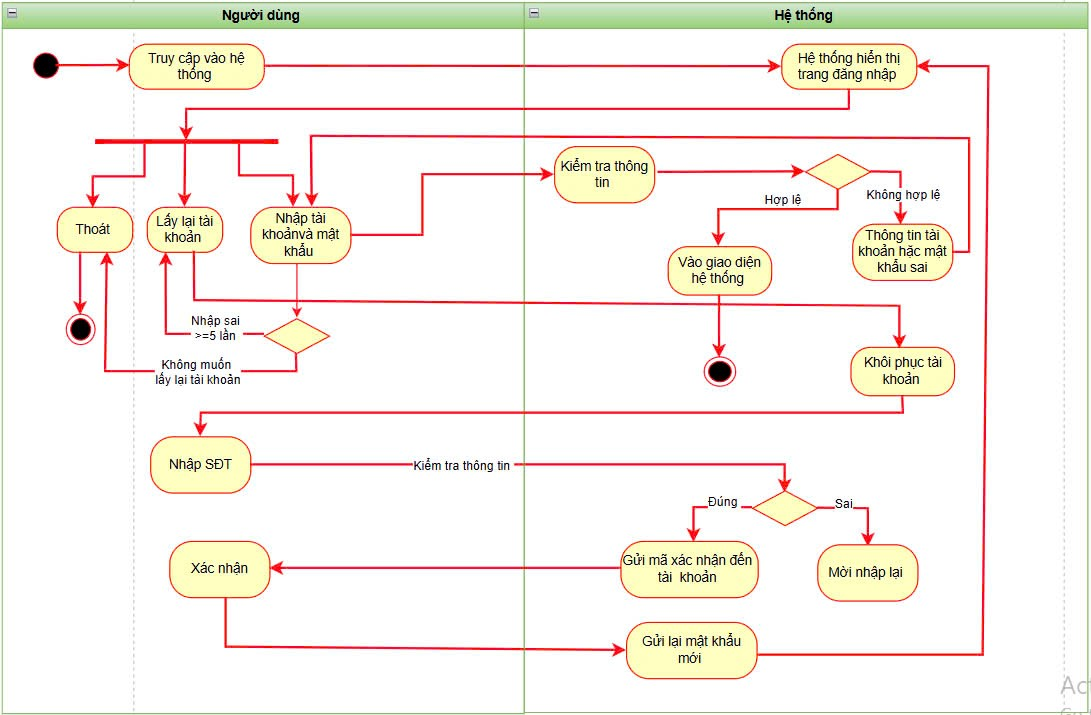 Người dùng
Hệ thống
Truy cập vào hệ
thống
Hệ thống hiển thị
trang đăng nhập
Kiểm tra thông
tin
Hợp lệ
Không hợp lệ
Thoát
Lấy lại tài
khoản
Nhập tài
khoảnvà mật
khẩu
Thông tin tài
khoản hặc mật
khẩu sai
Vào giao diện
hệ thống
Nhập sai
>=5 lần
Không muốn
lấy lại tài khoản
Khôi phục tài
khoản
Nhập SĐT
Kiểm tra thông tin
Đúng
Sai
Xác nhận
Gửi mã xác nhận đến
tài khoản
Mời nhập lại
Gửi lại mật khẩu
mới